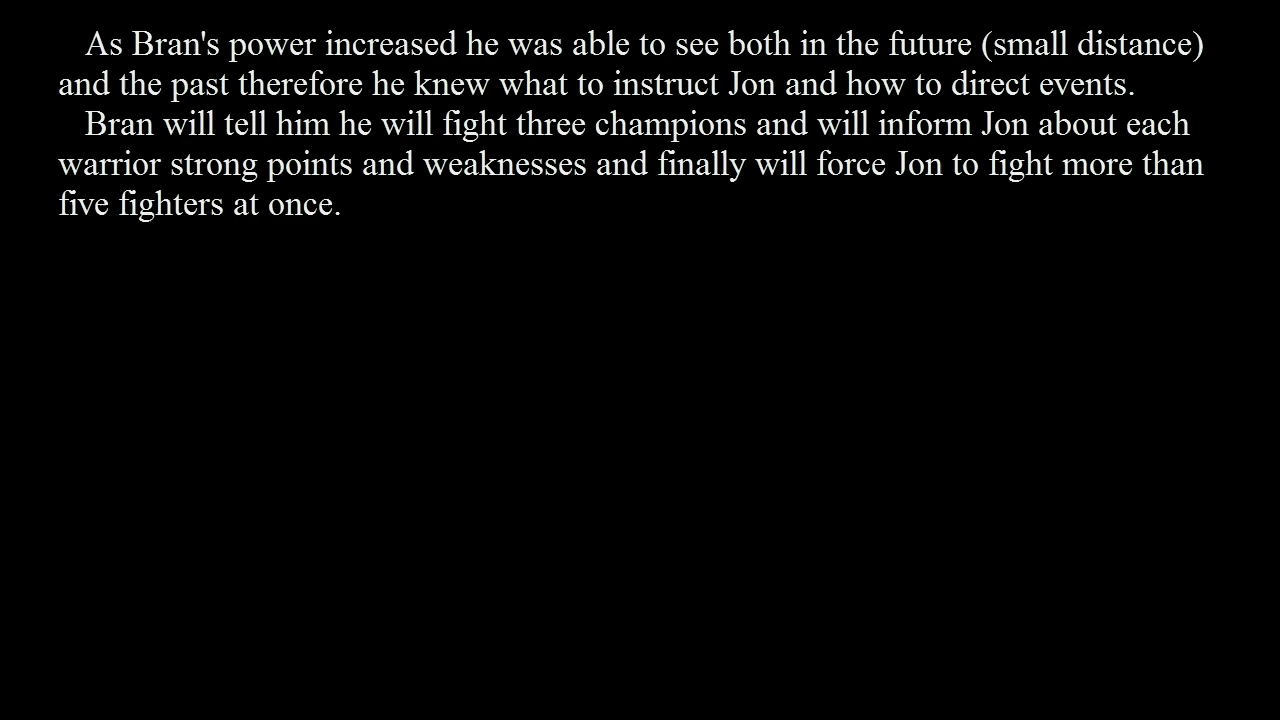 As Bran's power increased he was able to see both in the future (small distance)
and the past therefore he knew what to instruct Jon and how to direct events.
Bran will tell him he will fight three champions and will inform Jon about each
warrior strong points and weaknesses and finally will force Jon to fight more than
five fighters at once.